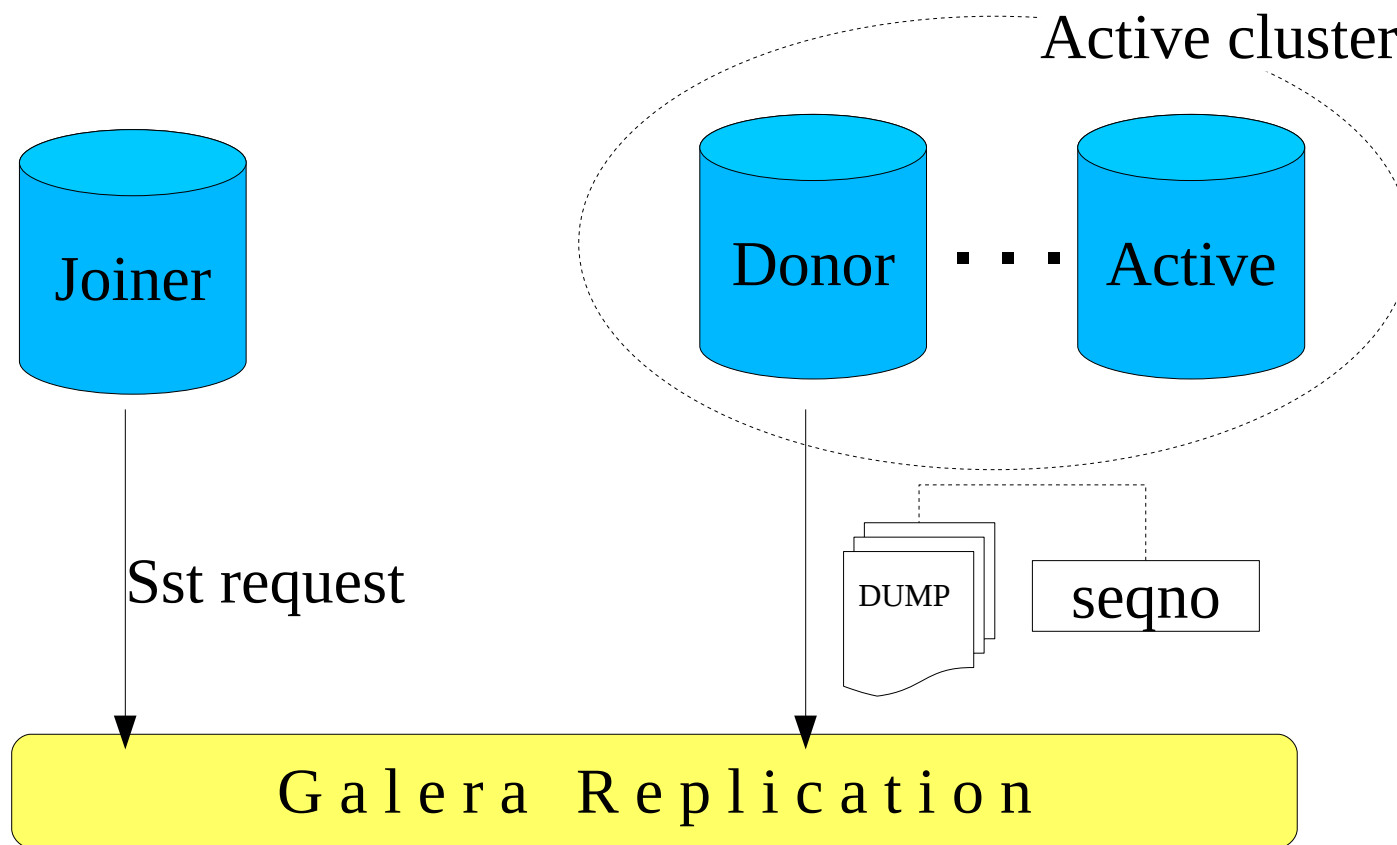 Active cluster
Joiner
Donor
Active
Sst request
DUMP
seqno
Galera Replication